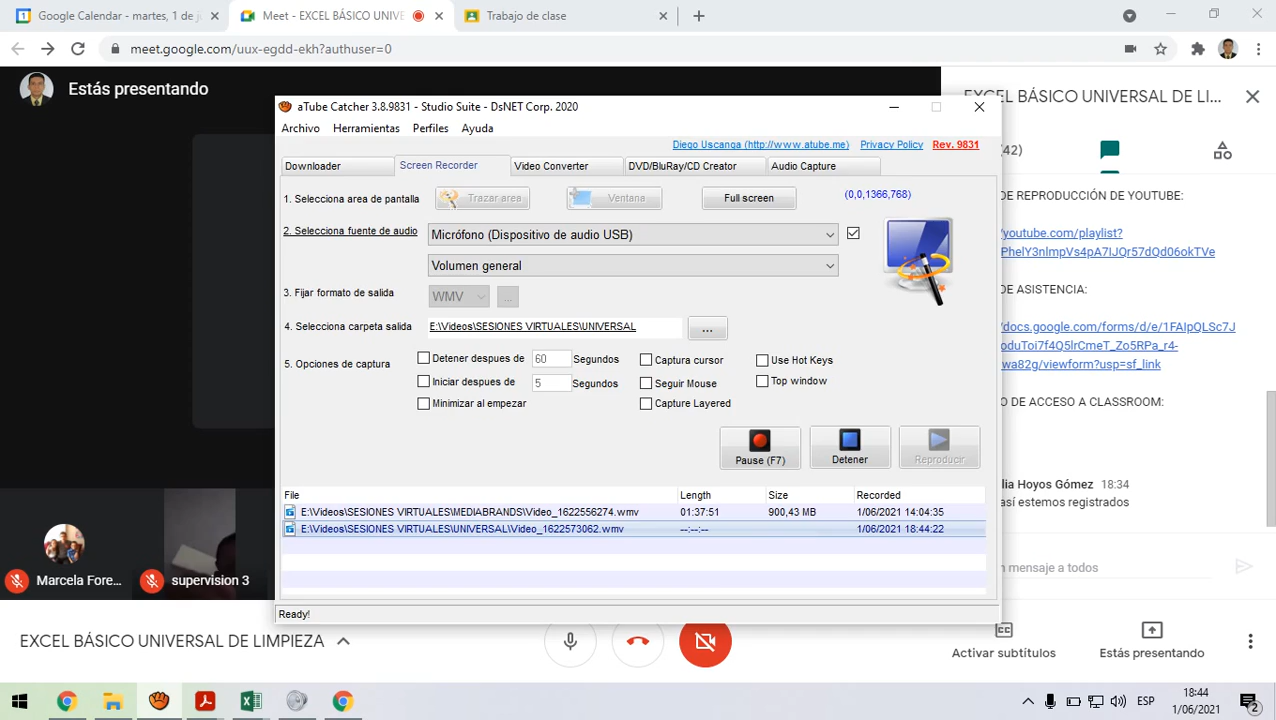 Google Calendar - martes, 1 de j
Meet - EXCEL BÁSICO UNIVERS
Trabajo de clase
meet.google.com/uux-egdd-ekh?authuser=0
Estás presentando
EXCEL BÁSICO UNIVERSAL DE LI...
aTube Catcher 3.8.9831 - Studio Suite - DsNET Corp. 2020
Archivo Herramientas Perfiles Ayuda
Diego Uscanga (http://www.atube.me) Privacy Policy Rev. 9831
Downloader Screen Recorder Video Converter DVD/BluRay/CD Creator Audio Capture
1. Selecciona area de pantalla Trazar area Ventana Full screen (0,0,1366,768)
2. Selecciona fuente de audio Micrófono (Dispositivo de audio USB)
Volumen general
3. Fijar formato de salida WMV ...
4. Selecciona carpeta salida E:\Videos\SESIONES VIRTUALES\UNIVERSAL ...
5. Opciones de captura Detener despues de 60 Segundos Captura cursor Use Hot Keys
Iniciar despues de 5 Segundos Seguir Mouse Top window
Minimizar al empezar Capture Layered
Pause (F7) Detener Reproducir
File Length Size Recorded
E:\Videos\SESIONES VIRTUALES\MEDIABRANDS\Video_1622556274.wmv 01:37:51 900,43 MB 1/06/2021 14:04:35
E:\Videos\SESIONES VIRTUALES\UNIVERSAL\Video_1622573062.wmv --:--:-- 1/06/2021 18:44:22
Ready!
(42)
DE REPRODUCCIÓN DE YOUTUBE:
/youtube.com/playlist?
PhelY3nlmpVs4pA7IJQr57dQd06okTVe
DE ASISTENCIA:
/docs.google.com/forms/d/e/1FAIpQLSc7J
oduToi7f4Q5lrCmeT_Zo5RPa_r4-
wa82g/viewform?usp=sf_link
O DE ACCESO A CLASSROOM:
lia Hoyos Gómez 18:34
así estemos registrados
n mensaje a todos
Marcela Fore... supervision 3
EXCEL BÁSICO UNIVERSAL DE LIMPIEZA
Activar subtítulos Estás presentando
ESP
18:44
1/06/2021
2